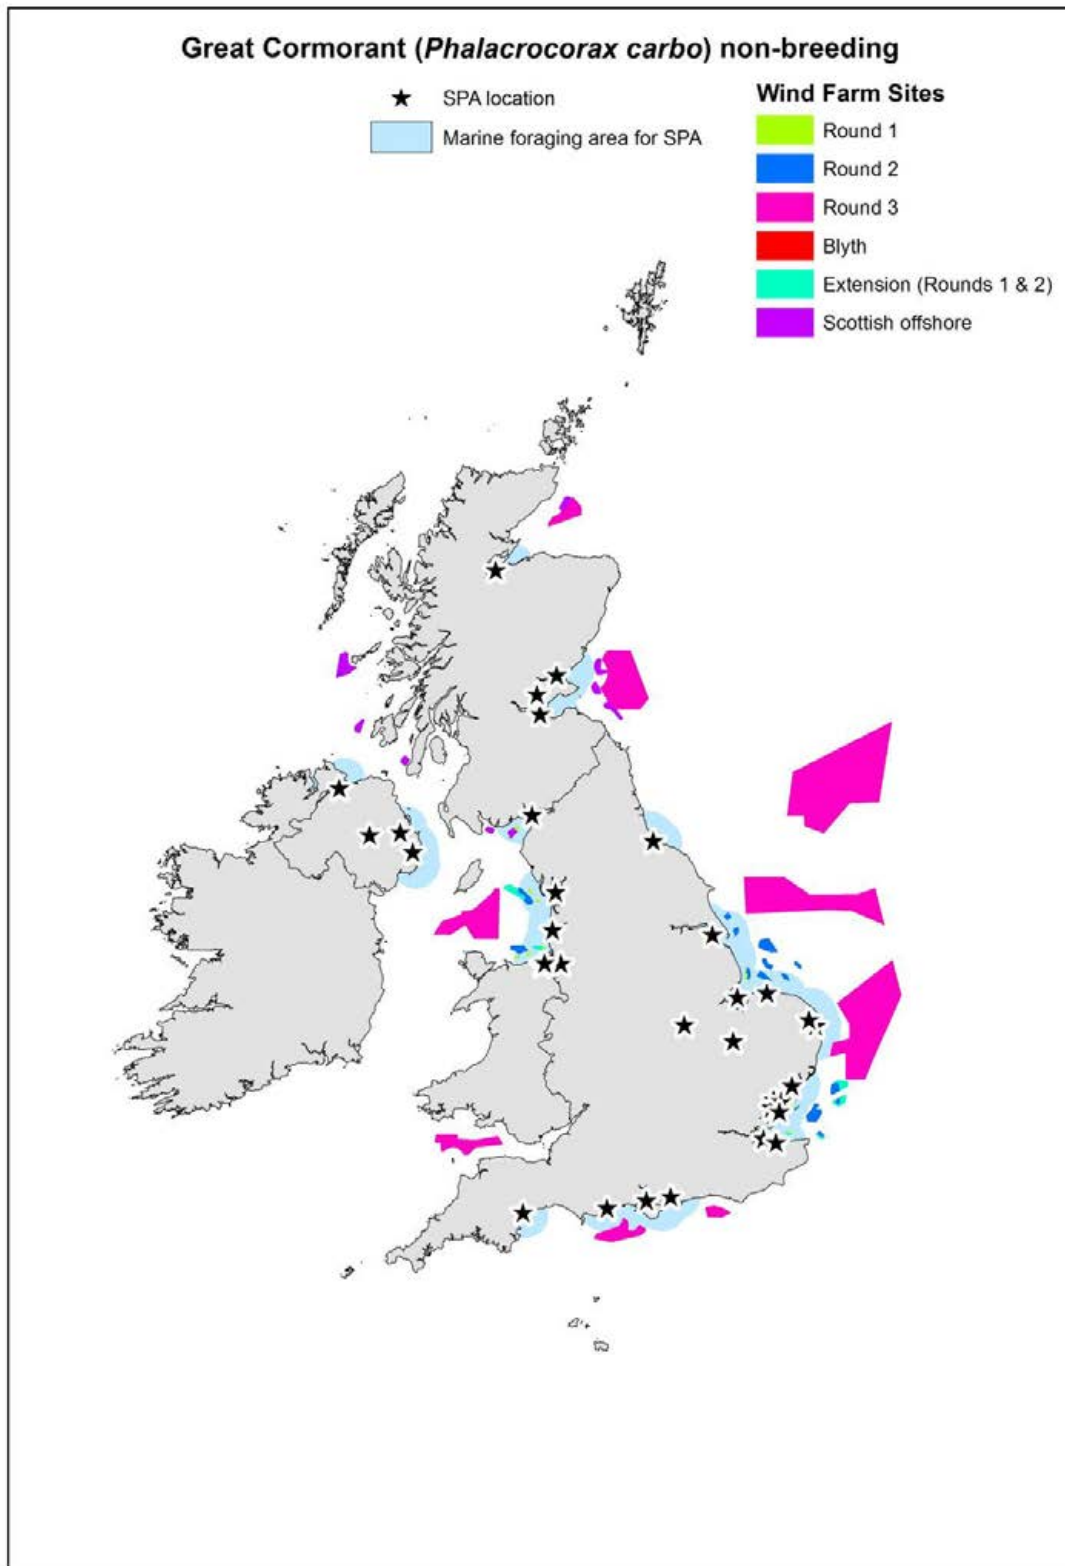 Great Cormorant (Phalacrocorax carbo) non-breeding
SPA location
Marine foraging area for SPA
Wind Farm Sites
Round 1
Round 2
Round 3
Blyth
Extension (Rounds 1 & 2)
Scottish offshore